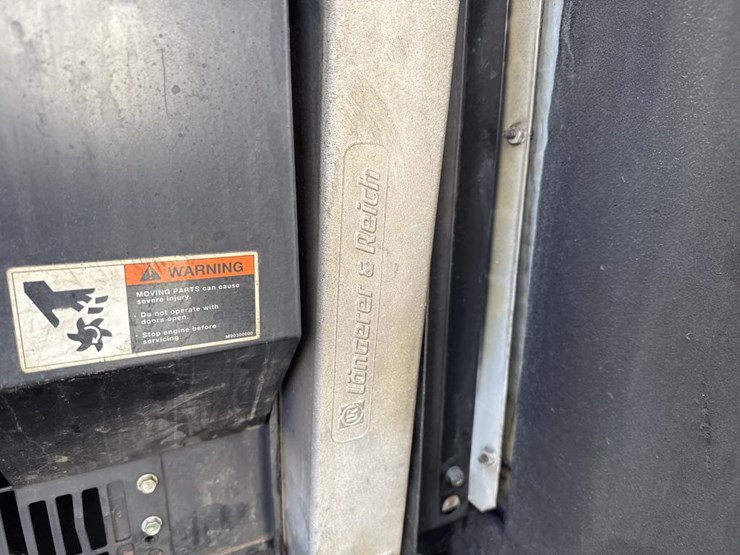 WARNING
MOVING PARTS can cause
severe injury.
· Do not operate with
doors open.
· Stop engine before
servicing.
längerer & Reich